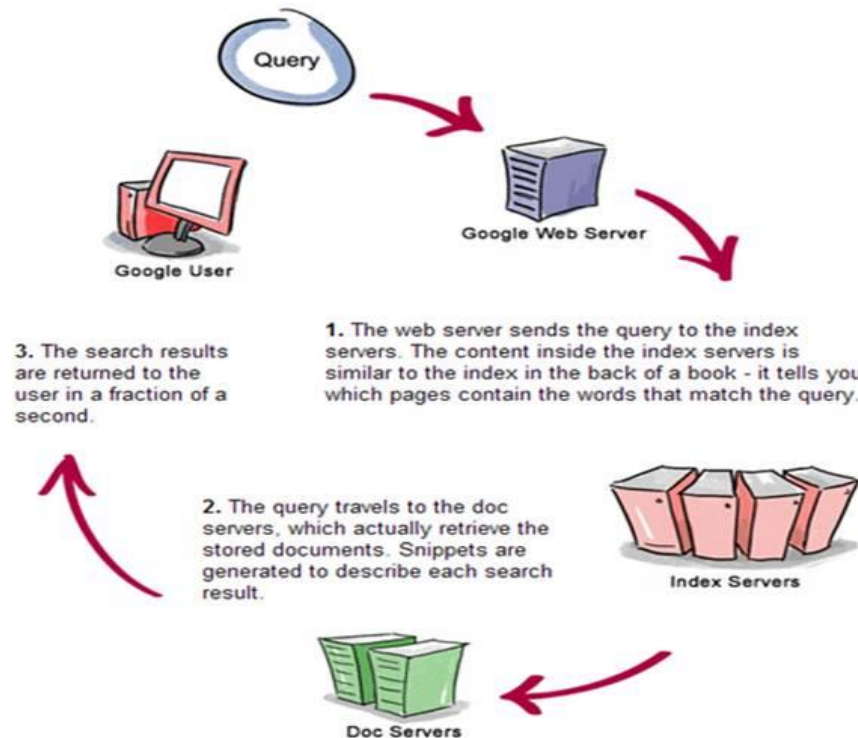 Query
Google Web Server
Google User
1. The web server sends the query to the index
servers. The content inside the index servers is
similar to the index in the back of a book - it tells you
which pages contain the words that match the query.
3. The search results
are returned to the
user in a fraction of a
second.
2. The query travels to the doc
servers, which actually retrieve the
stored documents. Snippets are
generated to describe each search
result.
Index Servers
Doc Servers